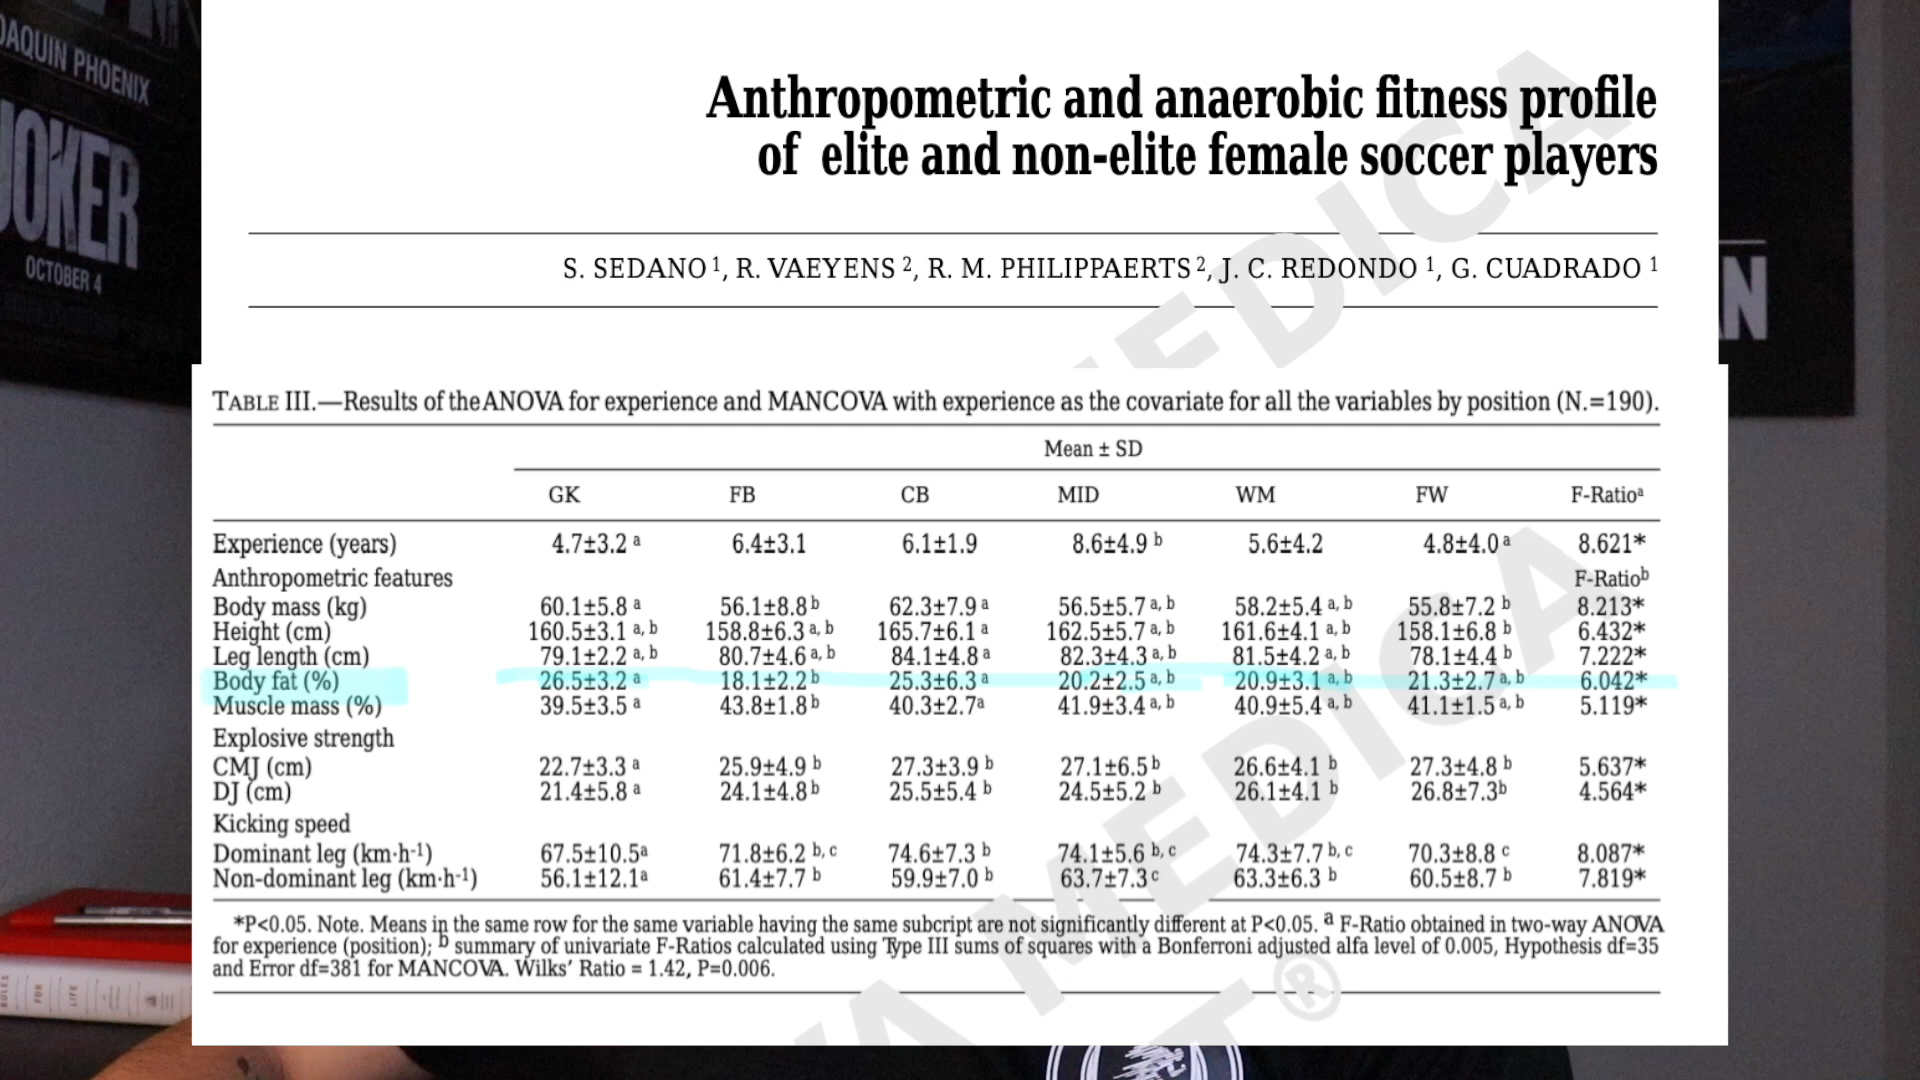 OAQUIN PHOENIX
JOKER
OCTOBER 4
N
Anthropometric and anaerobic fitness profile
of elite and non-elite female soccer players
S. SEDANO 1, R. VAEYENS 2, R. M. PHILIPPAERTS 2, J. C. REDONDO 1, G. CUADRADO 1
MEDICA
TABLE III.—Results of the ANOVA for experience and MANCOVA with experience as the covariate for all the variables by position (N.=190).
Mean ± SD
GK FB CB MID WM FW F-Ratioa
Experience (years) 4.7±3.2 a 6.4±3.1 6.1±1.9 8.6±4.9 b 5.6±4.2 4.8±4.0 a 8.621*
Anthropometric features F-Ratiob
Body mass (kg) 60.1±5.8 a 56.1±8.8 b 62.3±7.9 a 56.5±5.7 a, b 58.2±5.4 a, b 55.8±7.2 b 8.213*
Height (cm) 160.5±3.1 a, b 158.8±6.3 a, b 165.7±6.1 a 162.5±5.7 a, b 161.6±4.1 a, b 158.1±6.8 b 6.432*
Leg length (cm) 79.1±2.2 a, b 80.7±4.6 a, b 84.1±4.8 a 82.3±4.3 a, b 81.5±4.2 a, b 78.1±4.4 b 7.222*
Body fat (%) 26.5±3.2 a 18.1±2.2 b 25.3±6.3 a 20.2±2.5 a, b 20.9±3.1 a, b 21.3±2.7 a, b 6.042*
Muscle mass (%) 39.5±3.5 a 43.8±1.8 b 40.3±2.7a 41.9±3.4 a, b 40.9±5.4 a, b 41.1±1.5 a, b 5.119*
Explosive strength
CMJ (cm) 22.7±3.3 a 25.9±4.9 b 27.3±3.9 b 27.1±6.5 b 26.6±4.1 b 27.3±4.8 b 5.637*
DJ (cm) 21.4±5.8 a 24.1±4.8 b 25.5±5.4 b 24.5±5.2 b 26.1±4.1 b 26.8±7.3b 4.564*
Kicking speed
Dominant leg (km·h-1) 67.5±10.5a 71.8±6.2 b, c 74.6±7.3 b 74.1±5.6 b, c 74.3±7.7 b, c 70.3±8.8 c 8.087*
Non-dominant leg (km·h-1) 56.1±12.1a 61.4±7.7 b 59.9±7.0 b 63.7±7.3 c 63.3±6.3 b 60.5±8.7 b 7.819*
*P<0.05. Note. Means in the same row for the same variable having the same subcript are not significantly different at P<0.05. a F-Ratio obtained in two-way ANOVA
for experience (position); b summary of univariate F-Ratios calculated using Type III sums of squares with a Bonferroni adjusted alfa level of 0.005, Hypothesis df=35
and Error df=381 for MANCOVA. Wilks' Ratio = 1.42, P=0.006.
VA MEDICA
T®
RULES
FOR
LIFE